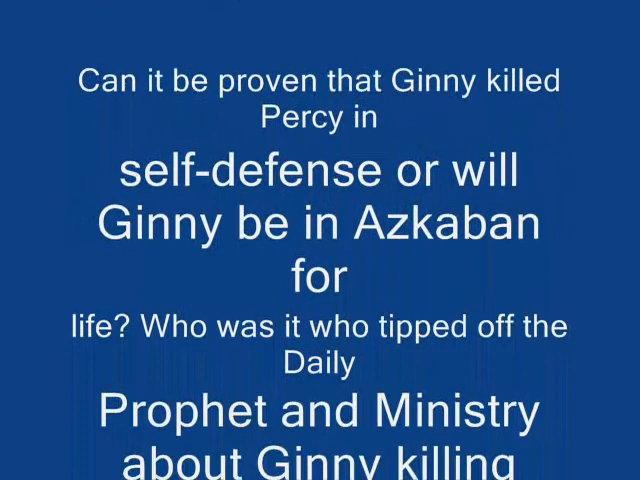 Can it be proven that Ginny killed
Percy in
self-defense or will
Ginny be in Azkaban
for
life? Who was it who tipped off the
Daily
Prophet and Ministry
about Ginny killing